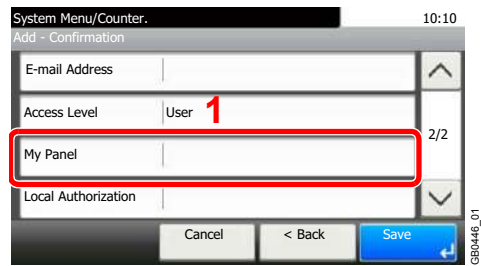 System Menu/Counter. 10:10
Add - Confirmation
E-mail Address
Access Level User 1
2/2
My Panel
Local Authorization
Cancel < Back Save
GB0446_01